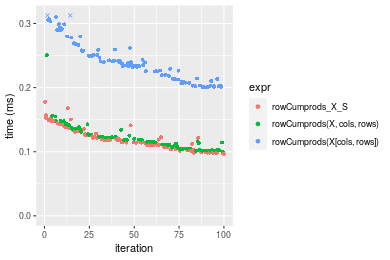 0.3
0.2
0.1
0.0
0
25
50
75
100
time (ms)
iteration
expr
rowCumprods_X_S
rowCumprods(X, cols, rows)
rowCumprods(X[cols, rows])